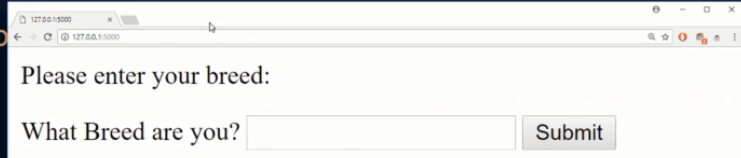 127.0.0.1:5000
127.0.0.1:5000
Please enter your breed:
What Breed are you? Submit